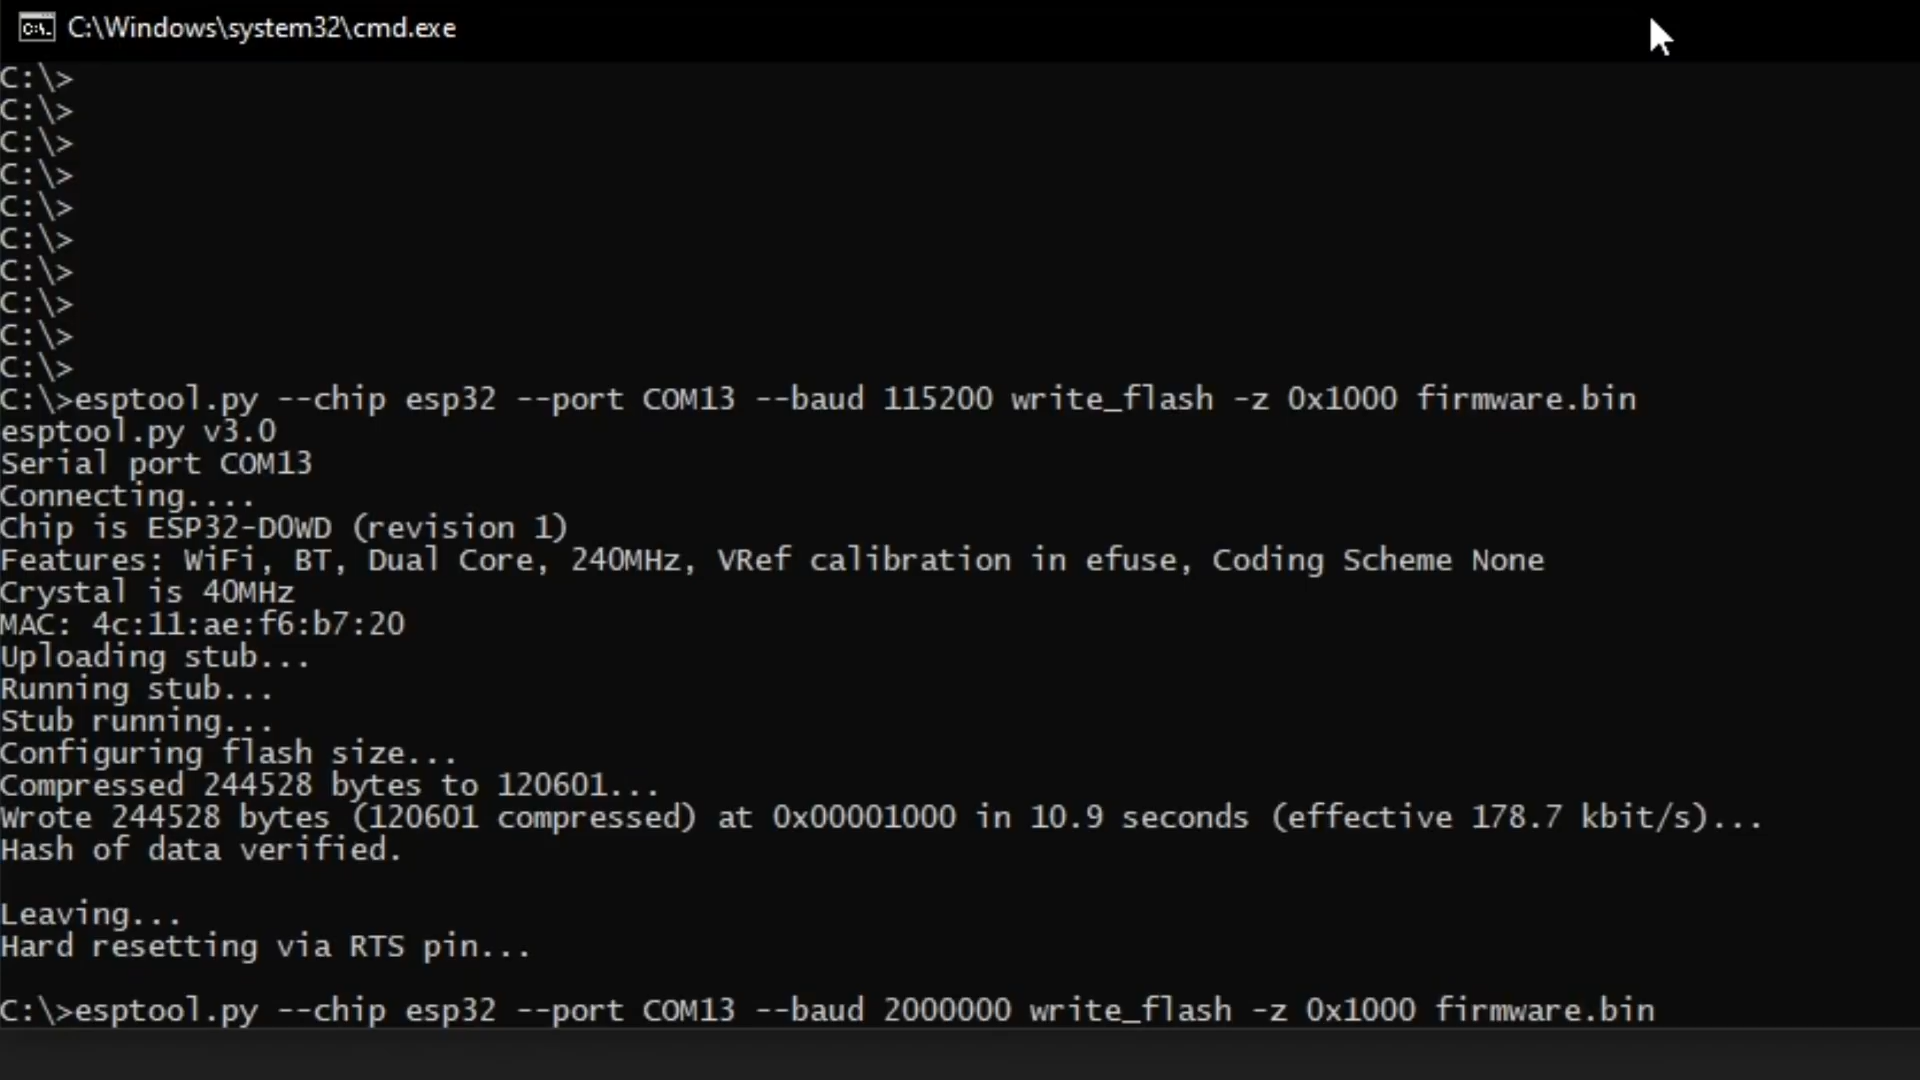 C:\Windows\system32\cmd.exe
C:\>
C:\>
C:\>
C:\>
C:\>
C:\>
C:\>
C:\>
C:\>
C:\>
C:\>esptool.py --chip esp32 --port COM13 --baud 115200 write_flash -z 0x1000 firmware.bin
esptool.py v3.0
Serial port COM13
Connecting....
Chip is ESP32-D0WD (revision 1)
Features: WiFi, BT, Dual Core, 240MHz, VRef calibration in efuse, Coding Scheme None
Crystal is 40MHz
MAC: 4c:11:ae:f6:b7:20
Uploading stub...
Running stub...
Stub running...
Configuring flash size...
Compressed 244528 bytes to 120601...
Wrote 244528 bytes (120601 compressed) at 0x00001000 in 10.9 seconds (effective 178.7 kbit/s)...
Hash of data verified.
Leaving...
Hard resetting via RTS pin...
C:\>esptool.py --chip esp32 --port COM13 --baud 2000000 write_flash -z 0x1000 firmware.bin